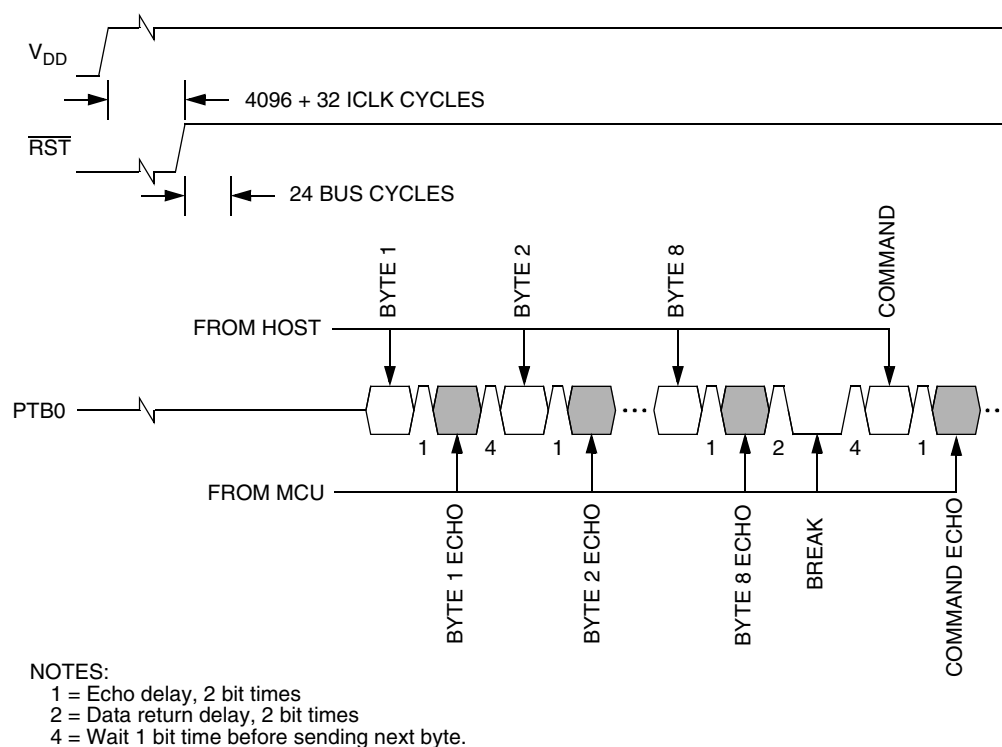 VDD
4096 + 32 ICLK CYCLES
RST
24 BUS CYCLES
BYTE 1
BYTE 2
BYTE 8
COMMAND
FROM HOST
PTB0
1
4
1
1
2
4
1
FROM MCU
BYTE 1 ECHO
BYTE 2 ECHO
BYTE 8 ECHO
BREAK
COMMAND ECHO
NOTES:
1 = Echo delay, 2 bit times
2 = Data return delay, 2 bit times
4 = Wait 1 bit time before sending next byte.